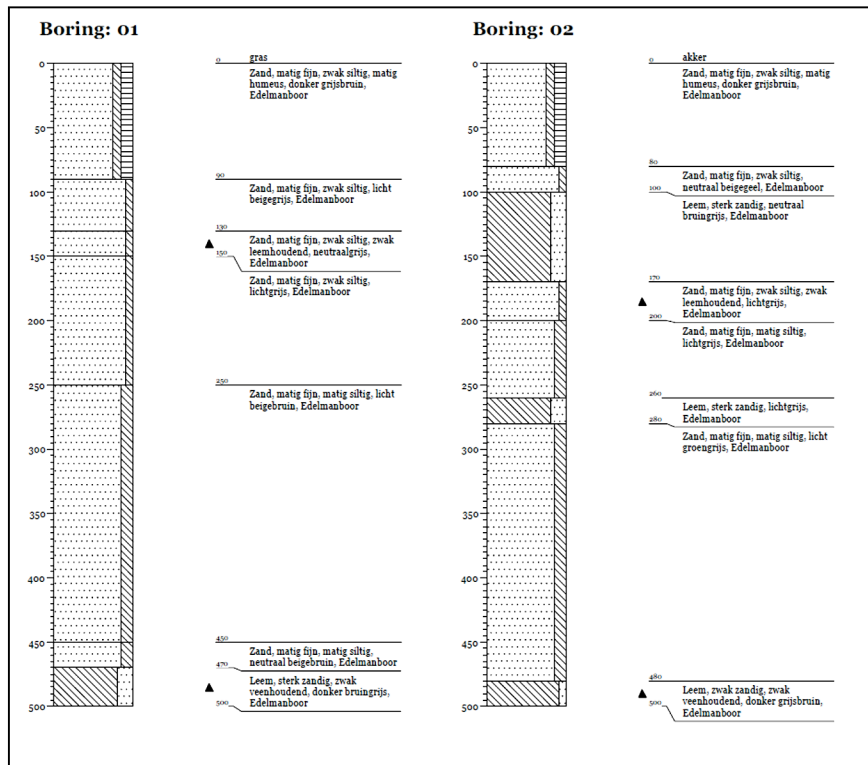 Boring: 01
0
50
100
150
200
250
300
350
400
450
500
0
gras
Zand, matig fijn, zwak siltig, matig
humeus, donker grijsbruin,
Edelmanboor
90
Zand, matig fijn, zwak siltig, licht
beigegrijs, Edelmanboor
130
Zand, matig fijn, zwak siltig, zwak
leemhoudend, neutraalgrijs,
Edelmanboor
150
Zand, matig fijn, zwak siltig,
lichtgrijs, Edelmanboor
250
Zand, matig fijn, matig siltig, licht
beigebruin, Edelmanboor
450
Zand, matig fijn, matig siltig,
neutraal beigebruin, Edelmanboor
470
Leem, sterk zandig, zwak
veenhoudend, donker bruingrijs,
Edelmanboor
500
Boring: 02
0
50
100
150
200
250
300
350
400
450
500
0
akker
Zand, matig fijn, zwak siltig, matig
humeus, donker grijsbruin,
Edelmanboor
80
Zand, matig fijn, zwak siltig,
neutraal beigegeel, Edelmanboor
100
Leem, sterk zandig, neutraal
bruingrijs, Edelmanboor
170
Zand, matig fijn, zwak siltig, zwak
leemhoudend, lichtgrijs,
Edelmanboor
200
Zand, matig fijn, matig siltig,
lichtgrijs, Edelmanboor
260
Leem, sterk zandig, lichtgrijs,
Edelmanboor
280
Zand, matig fijn, matig siltig, licht
groengrijs, Edelmanboor
480
Leem, zwak zandig, zwak
veenhoudend, donker grijsbruin,
Edelmanboor
500